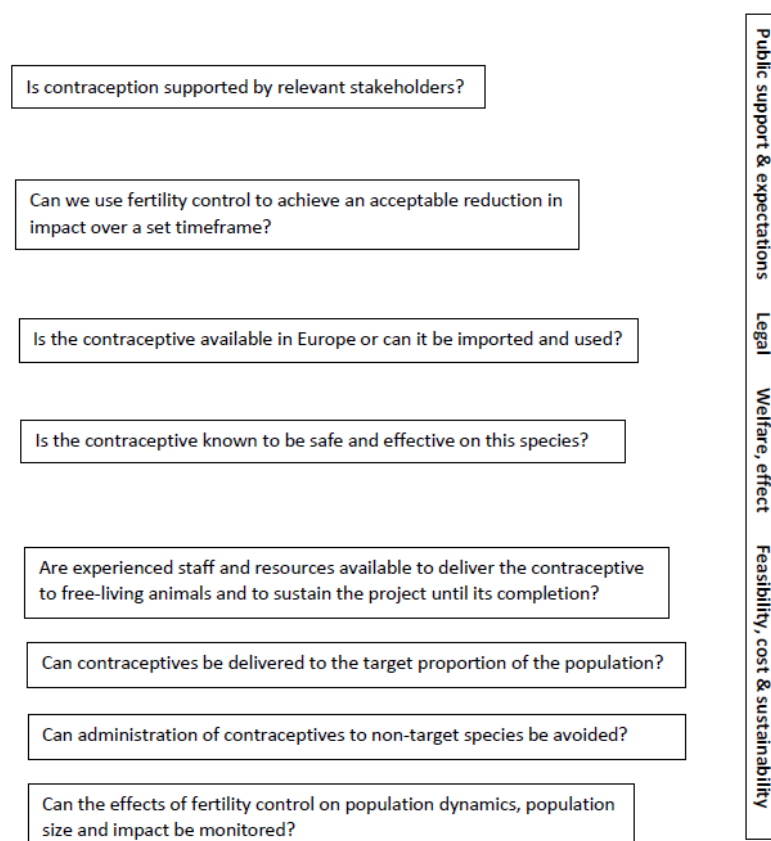 Is contraception supported by relevant stakeholders?
Can we use fertility control to achieve an acceptable reduction in
impact over a set timeframe?
Is the contraceptive available in Europe or can it be imported and used?
Is the contraceptive known to be safe and effective on this species?
Are experienced staff and resources available to deliver the contraceptive
to free-living animals and to sustain the project until its completion?
Can contraceptives be delivered to the target proportion of the population?
Can administration of contraceptives to non-target species be avoided?
Can the effects of fertility control on population dynamics, population
size and impact be monitored?
Public support & expectations Legal Welfare, effect Feasibility, cost & sustainability